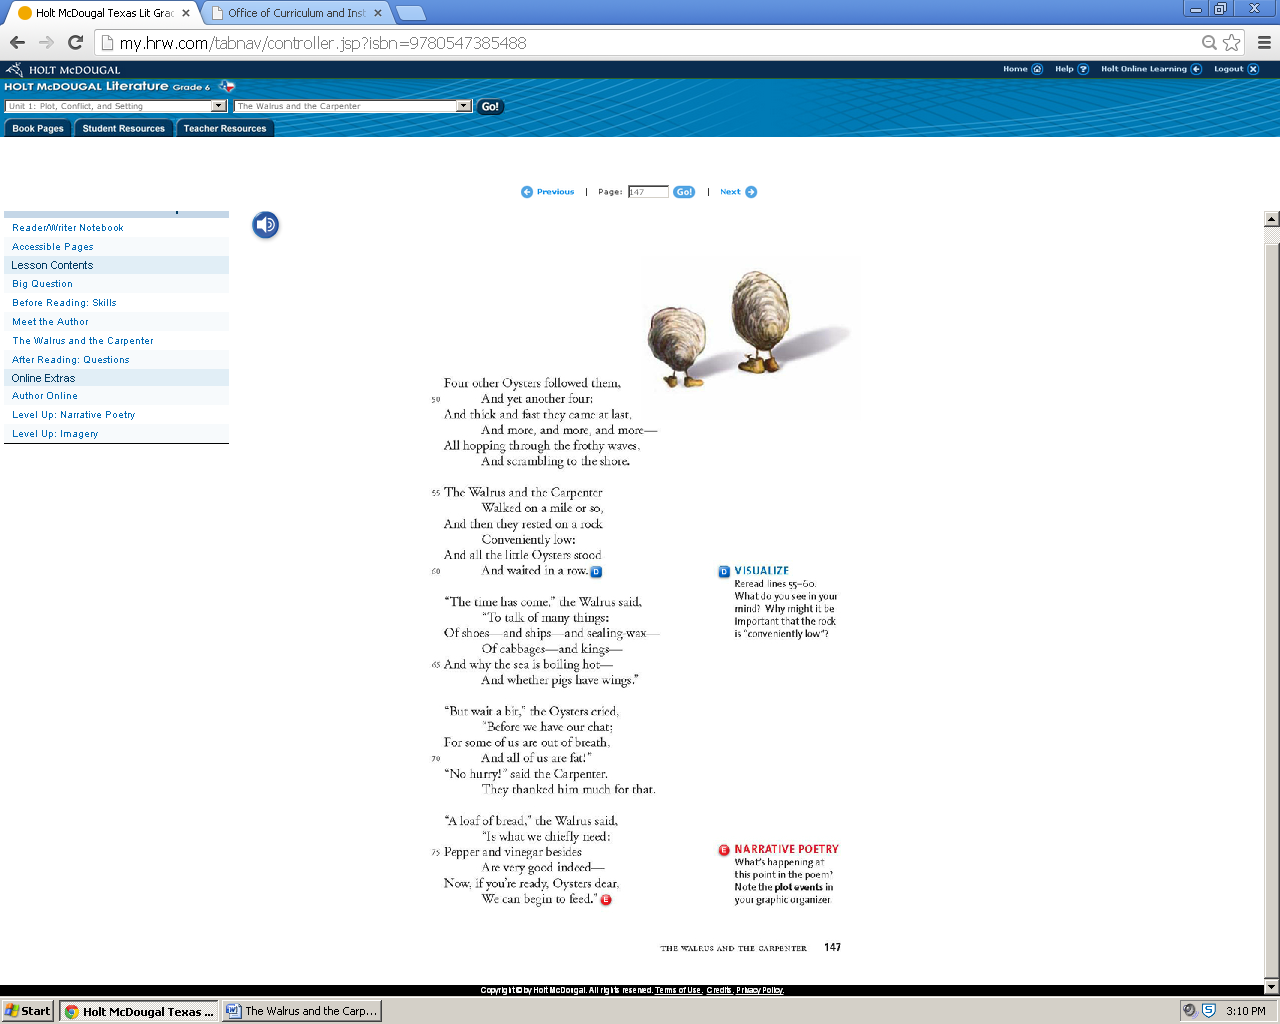 Holt McDougal Texas Lit Grad
Office of Curriculum and Inst
my.hrw.com/tabnav/controller.jsp?isbn=9780547385488
HOLT MCDOUGAL
Home
Help
Holt Online Learning
Logout
HOLT MCDOUGAL Literature Grade 6
Unit 1: Plot, Conflict, and Setting
The Walrus and the Carpenter
Go!
Book Pages
Student Resources
Teacher Resources
Previous | Page: 147 Go! | Next
Reader/Writer Notebook
Accessible Pages
Lesson Contents
Big Question
Before Reading: Skills
Meet the Author
The Walrus and the Carpenter
After Reading: Questions
Online Extras
Author Online
Level Up: Narrative Poetry
Level Up: Imagery
Four other Oysters followed them,
50 And yet another four;
And thick and fast they came at last,
And more, and more, and more—
All hopping through the frothy waves,
And scrambling to the shore.
55 The Walrus and the Carpenter
Walked on a mile or so,
And then they rested on a rock
Conveniently low:
And all the little Oysters stood
60 And waited in a row. D
“The time has come,” the Walrus said,
“To talk of many things:
Of shoes—and ships—and sealing-wax—
Of cabbages—and kings—
65 And why the sea is boiling hot—
And whether pigs have wings.”
“But wait a bit,” the Oysters cried,
“Before we have our chat;
For some of us are out of breath,
70 And all of us are fat!”
“No hurry!” said the Carpenter.
They thanked him much for that.
“A loaf of bread,” the Walrus said,
“Is what we chiefly need:
75 Pepper and vinegar besides
Are very good indeed—
Now, if you’re ready, Oysters dear,
We can begin to feed.” E
D VISUALIZE
Reread lines 55–60.
What do you see in your
mind? Why might it be
important that the rock
is “conveniently low”?
E NARRATIVE POETRY
What’s happening at
this point in the poem?
Note the plot events in
your graphic organizer.
THE WALRUS AND THE CARPENTER 147
Copyright © by Holt McDougal. All rights reserved. Terms of Use. Credits. Privacy Policy.
Start
Holt McDougal Texas ...
The Walrus and the Carp...
3:10 PM